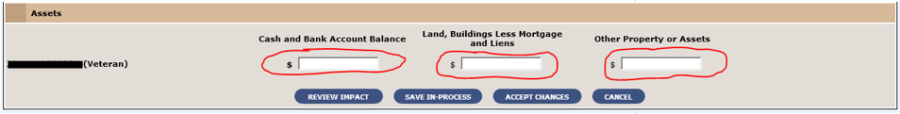 Assets
Cash and Bank Account Balance
Land, Buildings Less Mortgage
and Liens
Other Property or Assets
(Veteran)
$
$
$
REVIEW IMPACT
SAVE IN-PROCESS
ACCEPT CHANGES
CANCEL